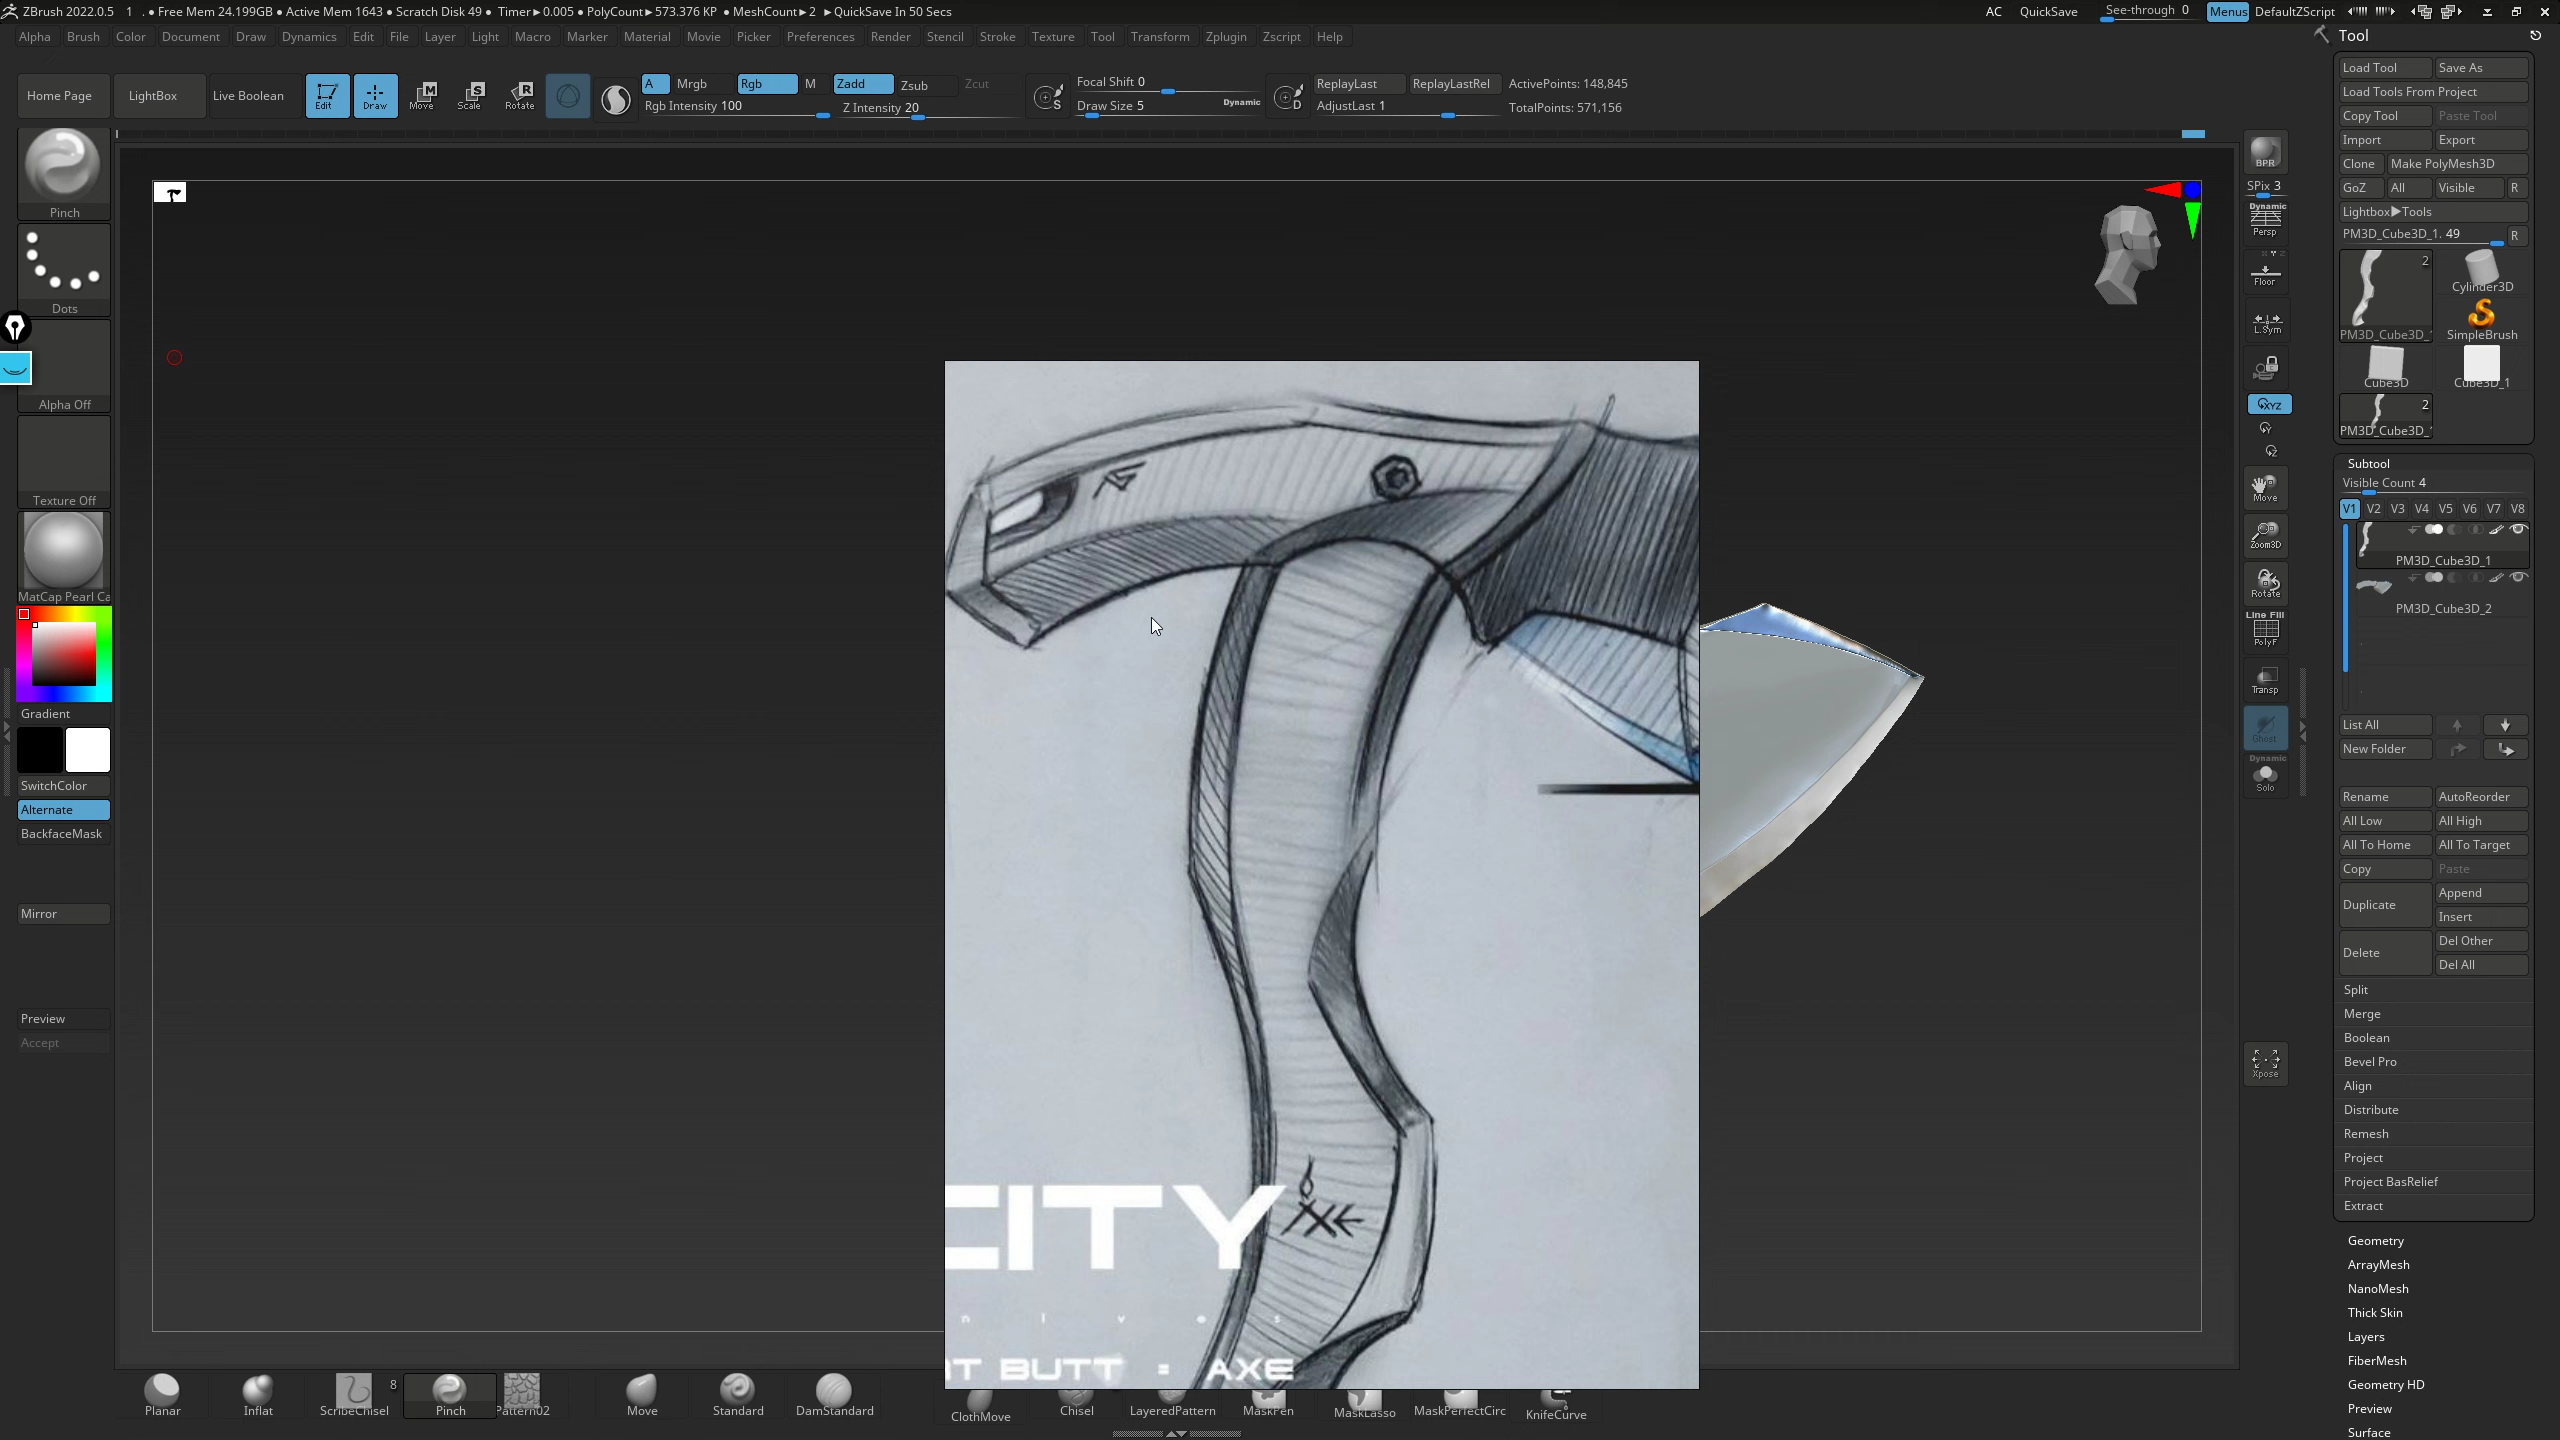 ZBrush 2022.0.5 1 . ● Free Mem 24.199GB ● Active Mem 1643 ● Scratch Disk 49 ● Timer►0.005 ● PolyCount►573.376 KP ● MeshCount►2 ►QuickSave In 50 Secs AC QuickSave See-through 0 Menus DefaultZScript
Alpha Brush Color Document Draw Dynamics Edit File Layer Light Macro Marker Material Movie Picker Preferences Render Stencil Stroke Texture Tool Transform Zplugin Zscript Help
Home Page LightBox Live Boolean Edit Draw Move Scale Rotate
A Mrgb Rgb M Zadd Zsub Zcut
Rgb Intensity 100 Z Intensity 20
Focal Shift 0
Draw Size 5 Dynamic
ReplayLast ReplayLastRel
AdjustLast 1
ActivePoints: 148,845
TotalPoints: 571,156
Pinch
Dots
Alpha Off
Texture Off
MatCap Pearl Ca
Gradient
SwitchColor
Alternate
BackfaceMask
Mirror
Preview
Accept
CITY
n i v e s
BUTT = AXE
AXE
BPR
SPix 3
Dynamic
Persp
Floor
L.Sym
XYZ
Y
Z
Move
Zoom3D
Rotate
Line Fill
PolyF
Transp
Ghost
Dynamic
Solo
Xpose
Tool
Load Tool Save As
Load Tools From Project
Copy Tool Paste Tool
Import Export
Clone Make PolyMesh3D
GoZ All Visible R
Lightbox►Tools
PM3D_Cube3D_1. 49 R
2
PM3D_Cube3D_1 Cylinder3D
SimpleBrush
Cube3D Cube3D_1
2
PM3D_Cube3D_1
Subtool
Visible Count 4
V1 V2 V3 V4 V5 V6 V7 V8
PM3D_Cube3D_1
PM3D_Cube3D_2
List All
New Folder
Rename AutoReorder
All Low All High
All To Home All To Target
Copy Paste
Duplicate Append
Insert
Delete Del Other
Del All
Split
Merge
Boolean
Bevel Pro
Align
Distribute
Remesh
Project
Project BasRelief
Extract
Geometry
ArrayMesh
NanoMesh
Thick Skin
Layers
FiberMesh
Geometry HD
Preview
Surface
Planar Inflat ScribeChisel 8 Pinch Pattern02 Move Standard DamStandard ClothMove Chisel LayeredPattern MaskPen MaskLasso MaskPerfectCirc KnifeCurve